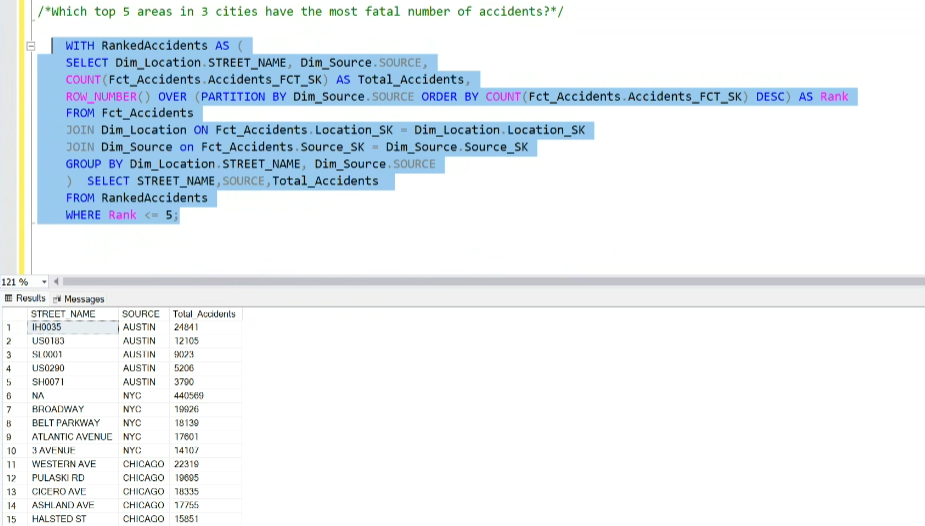 /*Which top 5 areas in 3 cities have the most fatal number of accidents?*/
WITH RankedAccidents AS (
SELECT Dim_Location.STREET_NAME, Dim_Source.SOURCE,
COUNT(Fct_Accidents.Accidents_FCT_SK) AS Total_Accidents,
ROW_NUMBER() OVER (PARTITION BY Dim_Source.SOURCE ORDER BY COUNT(Fct_Accidents.Accidents_FCT_SK) DESC) AS Rank
FROM Fct_Accidents
JOIN Dim_Location ON Fct_Accidents.Location_SK = Dim_Location.Location_SK
JOIN Dim_Source on Fct_Accidents.Source_SK = Dim_Source.Source_SK
GROUP BY Dim_Location.STREET_NAME, Dim_Source.SOURCE
) SELECT STREET_NAME,SOURCE,Total_Accidents
FROM RankedAccidents
WHERE Rank <= 5;
121 %
Results Messages
STREET_NAME SOURCE Total_Accidents
1 IH0035 AUSTIN 24841
2 US0183 AUSTIN 12105
3 SL0001 AUSTIN 9023
4 US0290 AUSTIN 5206
5 SH0071 AUSTIN 3790
6 NA NYC 440569
7 BROADWAY NYC 19926
8 BELT PARKWAY NYC 18139
9 ATLANTIC AVENUE NYC 17601
10 3 AVENUE NYC 14107
11 WESTERN AVE CHICAGO 22319
12 PULASKI RD CHICAGO 19695
13 CICERO AVE CHICAGO 18335
14 ASHLAND AVE CHICAGO 17755
15 HALSTED ST CHICAGO 15851